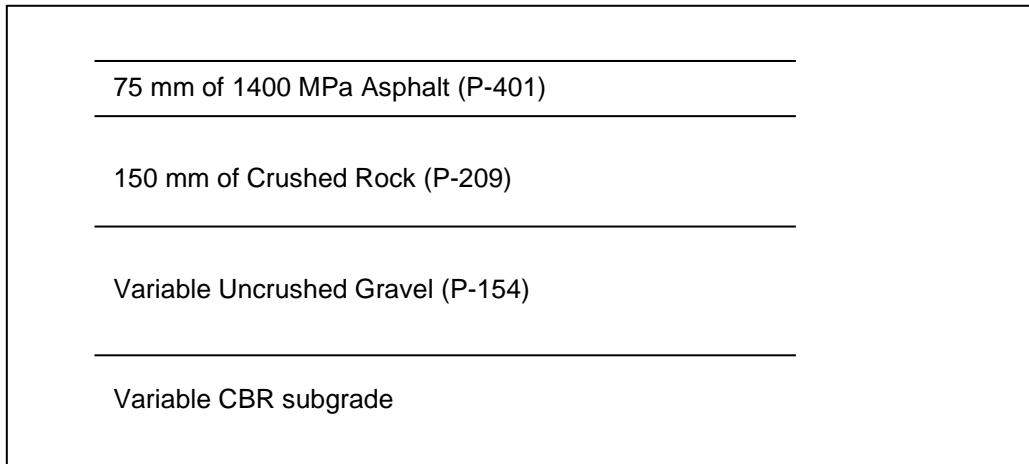 75 mm of 1400 MPa Asphalt (P-401)
150 mm of Crushed Rock (P-209)
Variable Uncrushed Gravel (P-154)
Variable CBR subgrade